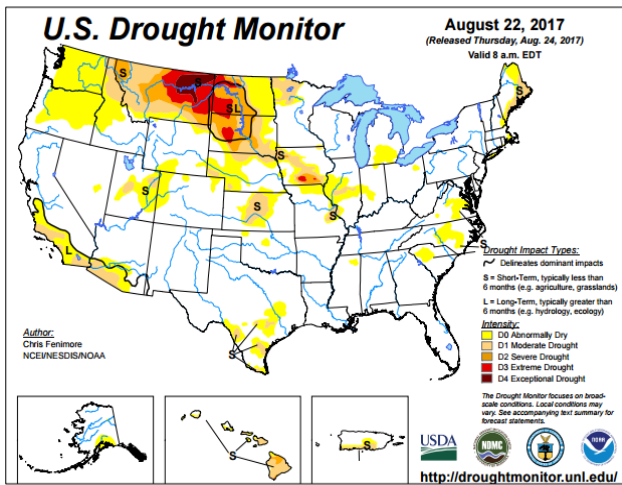 U.S. Drought Monitor
August 22, 2017
(Released Thursday, Aug. 24, 2017)
Valid 8 a.m. EDT
S
S
S
SL
S
S
S
S
S
L
S
S
Drought Impact Types:
Delineates dominant impacts
S = Short-Term, typically less than
6 months (e.g. agriculture, grasslands)
L = Long-Term, typically greater than
6 months (e.g. hydrology, ecology)
Intensity:
D0 Abnormally Dry
D1 Moderate Drought
D2 Severe Drought
D3 Extreme Drought
D4 Exceptional Drought
Author:
Chris Fenimore
NCEI/NESDIS/NOAA
The Drought Monitor focuses on broad-
scale conditions. Local conditions may
vary. See accompanying text summary for
forecast statements.
S
S
USDA
NDMC
NOAA
http://droughtmonitor.unl.edu/